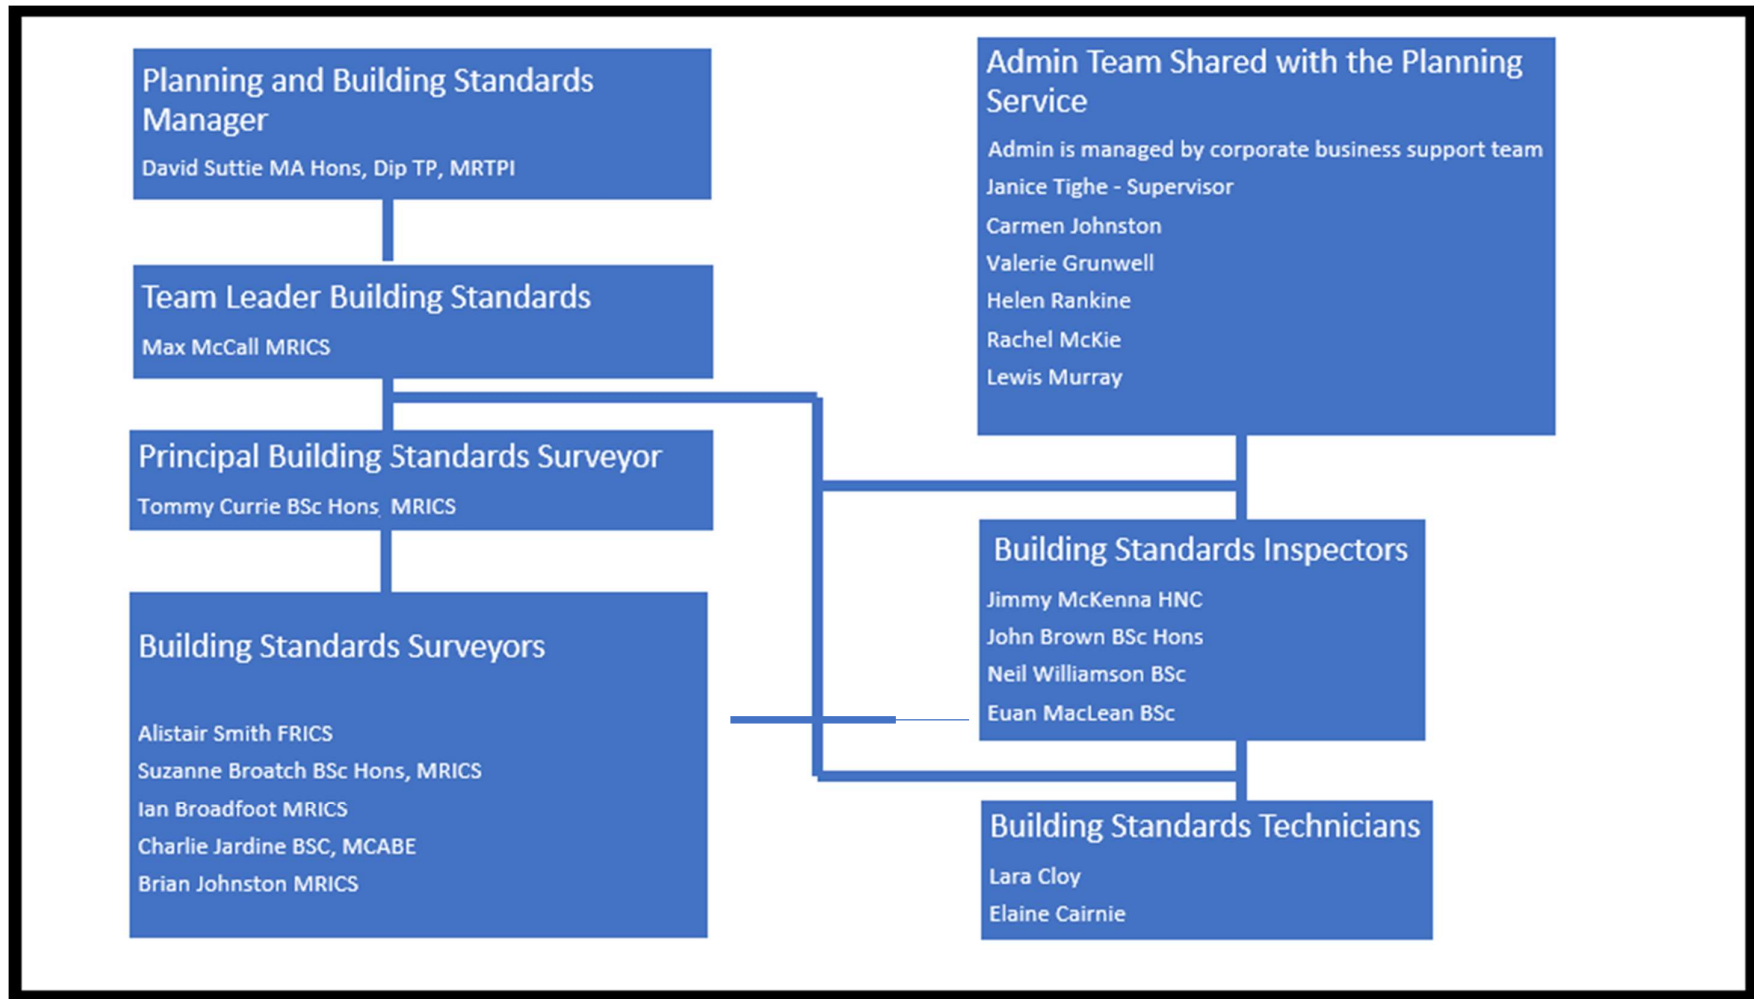 Planning and Building Standards
Manager
David Suttie MA Hons, Dip TP, MRTPI
Team Leader Building Standards
Max McCall MRICS
Principal Building Standards Surveyor
Tommy Currie BSc Hons, MRICS
Building Standards Surveyors
Alistair Smith FRICS
Suzanne Broatch BSc Hons, MRICS
Ian Broadfoot MRICS
Charlie Jardine BSC, MCABE
Brian Johnston MRICS
Admin Team Shared with the Planning
Service
Admin is managed by corporate business support team
Janice Tighe - Supervisor
Carmen Johnston
Valerie Grunwell
Helen Rankine
Rachel McKie
Lewis Murray
Building Standards Inspectors
Jimmy McKenna HNC
John Brown BSc Hons
Neil Williamson BSc
Euan MacLean BSc
Building Standards Technicians
Lara Cloy
Elaine Cairnie